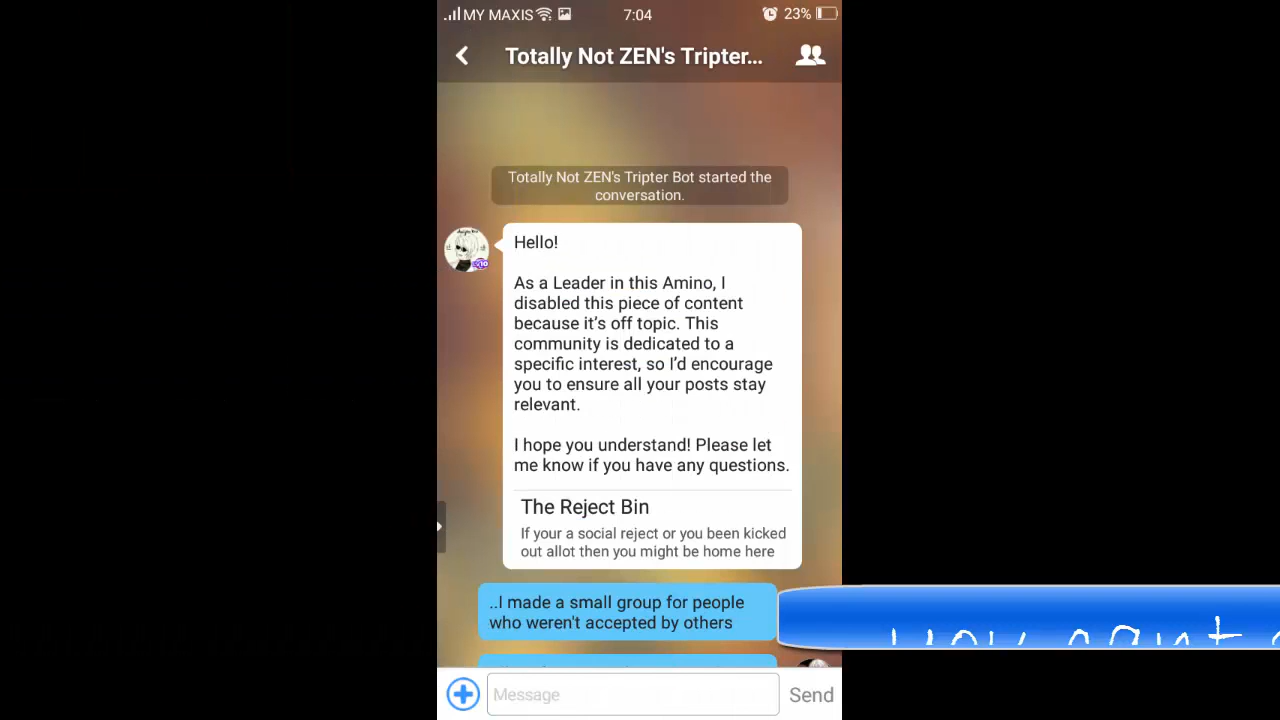 MY MAXIS 7:04 23%
Totally Not ZEN's Tripter...
Totally Not ZEN's Tripter Bot started the
conversation.
Hello!
As a Leader in this Amino, I
disabled this piece of content
because it's off topic. This
community is dedicated to a
specific interest, so I'd encourage
you to ensure all your posts stay
relevant.
I hope you understand! Please let
me know if you have any questions.
The Reject Bin
If your a social reject or you been kicked
out allot then you might be home here
..I made a small group for people
who weren't accepted by others
You cant
Message
Send